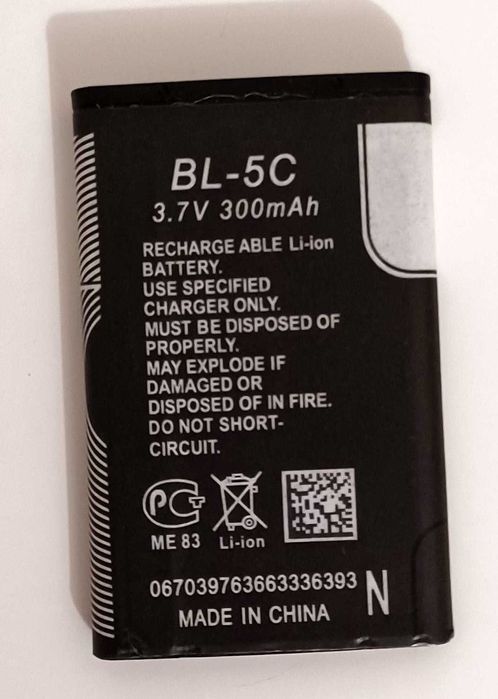 BL-5C
3.7V 300mAh
RECHARGE ABLE Li-ion
BATTERY.
USE SPECIFIED
CHARGER ONLY.
MUST BE DISPOSED OF
PROPERLY.
MAY EXPLODE IF
DAMAGED OR
DISPOSED OF IN FIRE.
DO NOT SHORT-
CIRCUIT.
ME 83 Li-ion
067039763663336393 N
MADE IN CHINA